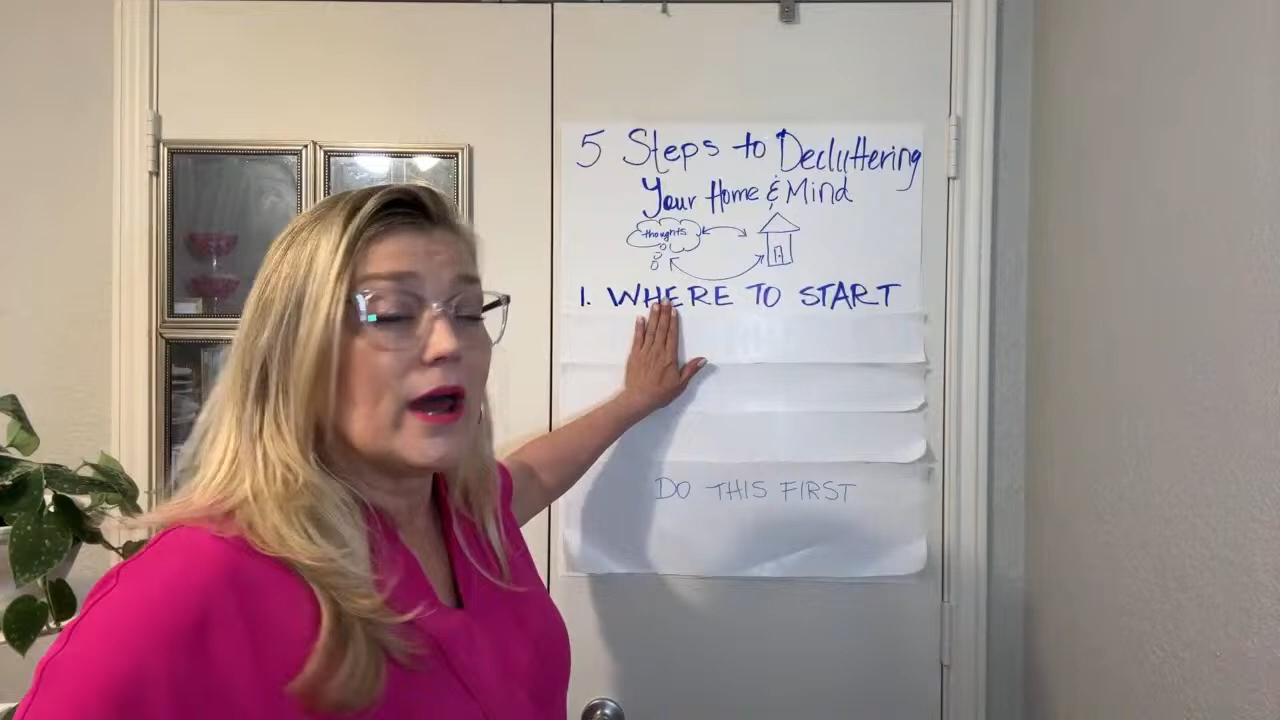 5 Steps to Decluttering
Your Home & Mind
thoughts
1. WHERE TO START
DO THIS FIRST